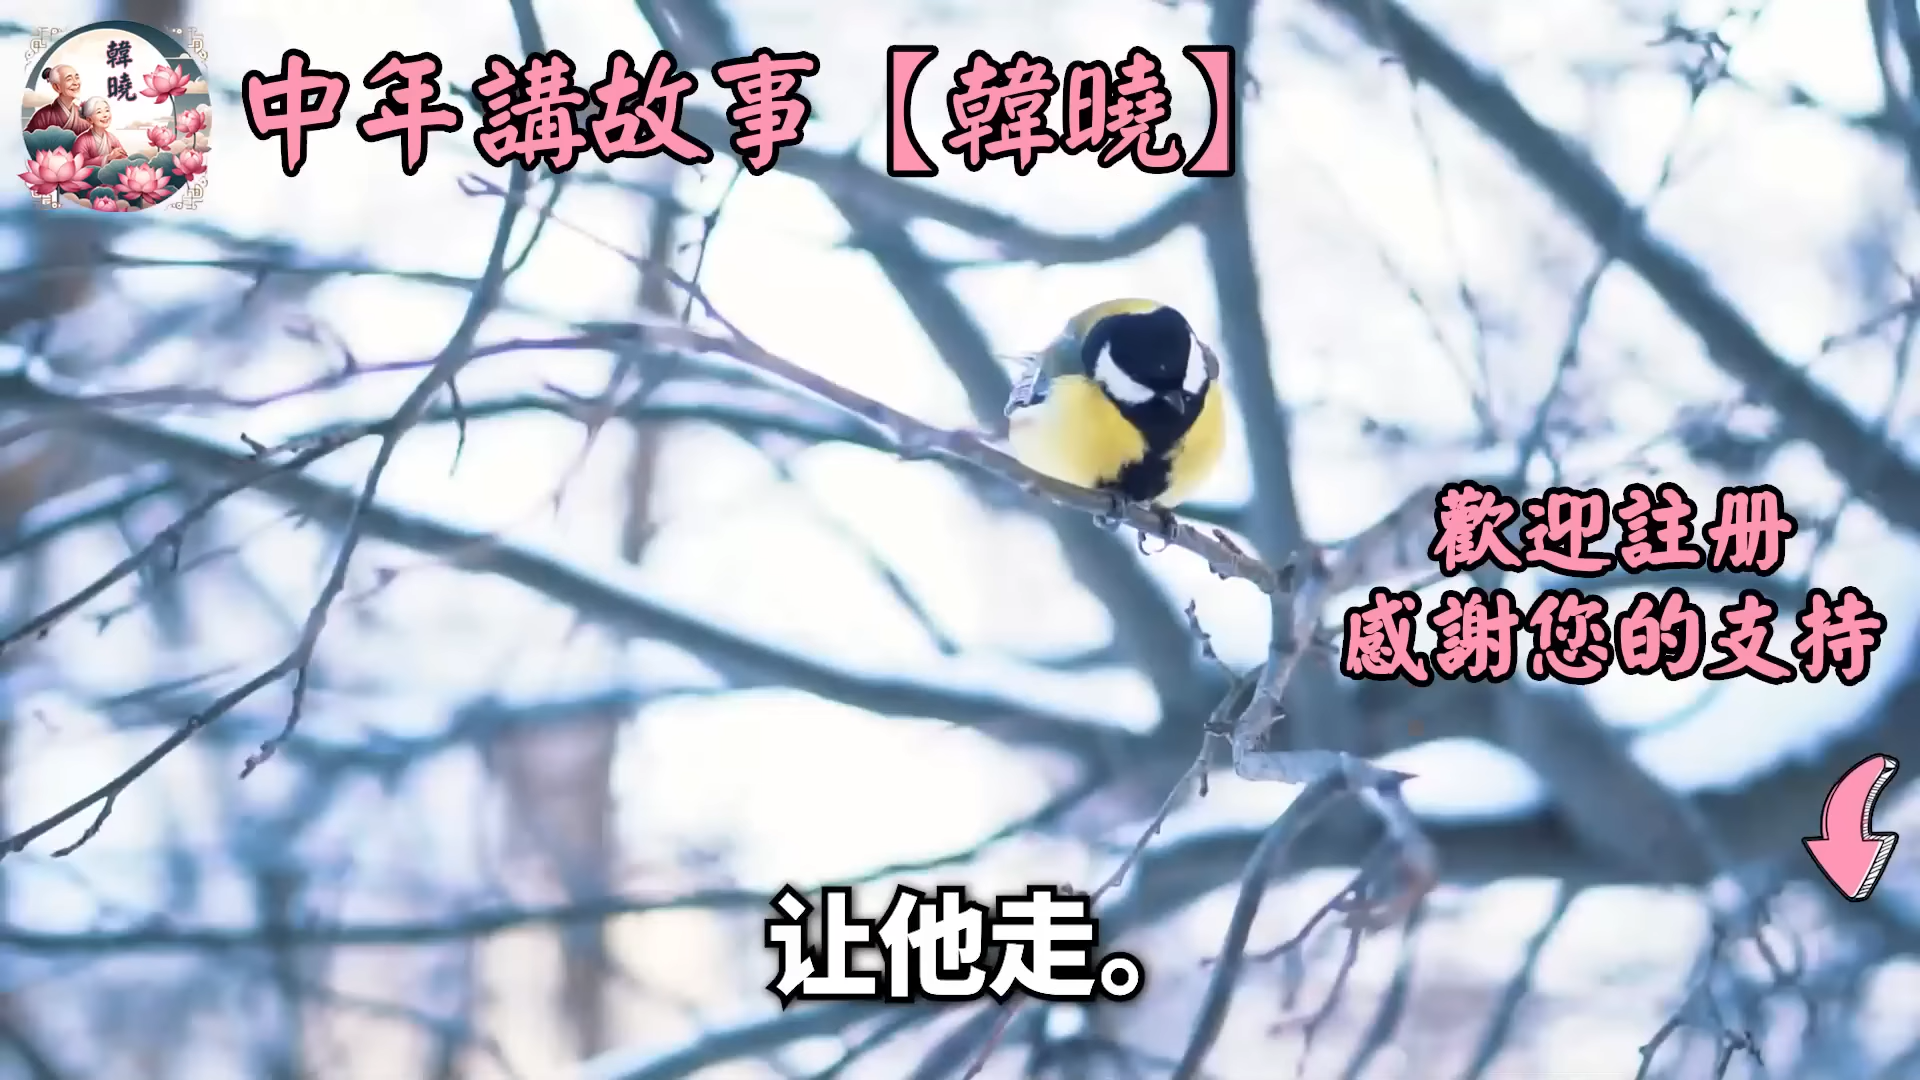 韓
曉
中年講故事【韓曉】
歡迎註册
感謝您的支持
让他走。